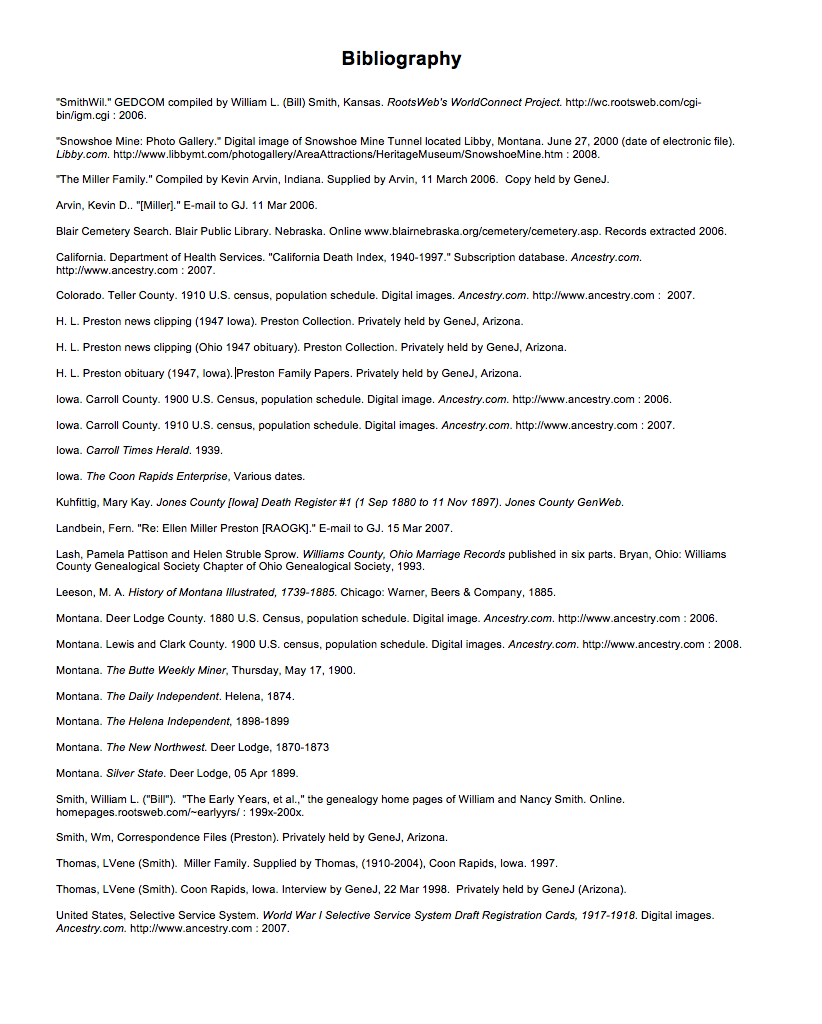 Bibliography
"SmithWil." GEDCOM compiled by William L. (Bill) Smith, Kansas. RootsWeb's WorldConnect Project. http://wc.rootsweb.com/cgi-
bin/igm.cgi : 2006.
"Snowshoe Mine: Photo Gallery." Digital image of Snowshoe Mine Tunnel located Libby, Montana. June 27, 2000 (date of electronic file).
Libby.com. http://www.libbymt.com/photogallery/AreaAttractions/HeritageMuseum/SnowshoeMine.htm : 2008.
"The Miller Family." Compiled by Kevin Arvin, Indiana. Supplied by Arvin, 11 March 2006.  Copy held by GeneJ.
Arvin, Kevin D.. "[Miller]." E-mail to GJ. 11 Mar 2006.
Blair Cemetery Search. Blair Public Library. Nebraska. Online www.blairnebraska.org/cemetery/cemetery.asp. Records extracted 2006.
California. Department of Health Services. "California Death Index, 1940-1997." Subscription database. Ancestry.com.
http://www.ancestry.com : 2007.
Colorado. Teller County. 1910 U.S. census, population schedule. Digital images. Ancestry.com. http://www.ancestry.com :  2007.
H. L. Preston news clipping (1947 Iowa). Preston Collection. Privately held by GeneJ, Arizona.
H. L. Preston news clipping (Ohio 1947 obituary). Preston Collection. Privately held by GeneJ, Arizona.
H. L. Preston obituary (1947, Iowa). Preston Family Papers. Privately held by GeneJ, Arizona.
Iowa. Carroll County. 1900 U.S. Census, population schedule. Digital image. Ancestry.com. http://www.ancestry.com : 2006.
Iowa. Carroll County. 1910 U.S. census, population schedule. Digital images. Ancestry.com. http://www.ancestry.com : 2007.
Iowa. Carroll Times Herald. 1939.
Iowa. The Coon Rapids Enterprise, Various dates.
Kuhfittig, Mary Kay. Jones County [Iowa] Death Register #1 (1 Sep 1880 to 11 Nov 1897). Jones County GenWeb.
Landbein, Fern. "Re: Ellen Miller Preston [RAOGK]." E-mail to GJ. 15 Mar 2007.
Lash, Pamela Pattison and Helen Struble Sprow. Williams County, Ohio Marriage Records published in six parts. Bryan, Ohio: Williams
County Genealogical Society Chapter of Ohio Genealogical Society, 1993.
Leeson, M. A. History of Montana Illustrated, 1739-1885. Chicago: Warner, Beers & Company, 1885.
Montana. Deer Lodge County. 1880 U.S. Census, population schedule. Digital image. Ancestry.com. http://www.ancestry.com : 2006.
Montana. Lewis and Clark County. 1900 U.S. census, population schedule. Digital images. Ancestry.com. http://www.ancestry.com : 2008.
Montana. The Butte Weekly Miner, Thursday, May 17, 1900.
Montana. The Daily Independent. Helena, 1874.
Montana. The Helena Independent, 1898-1899
Montana. The New Northwest. Deer Lodge, 1870-1873
Montana. Silver State. Deer Lodge, 05 Apr 1899.
Smith, William L. ("Bill").  "The Early Years, et al.," the genealogy home pages of William and Nancy Smith. Online.
homepages.rootsweb.com/~earlyyrs/ : 199x-200x.
Smith, Wm, Correspondence Files (Preston). Privately held by GeneJ, Arizona.
Thomas, LVene (Smith).  Miller Family. Supplied by Thomas, (1910-2004), Coon Rapids, Iowa. 1997.
Thomas, LVene (Smith). Coon Rapids, Iowa. Interview by GeneJ, 22 Mar 1998.  Privately held by GeneJ (Arizona).
United States, Selective Service System. World War I Selective Service System Draft Registration Cards, 1917-1918. Digital images.
Ancestry.com. http://www.ancestry.com : 2007.